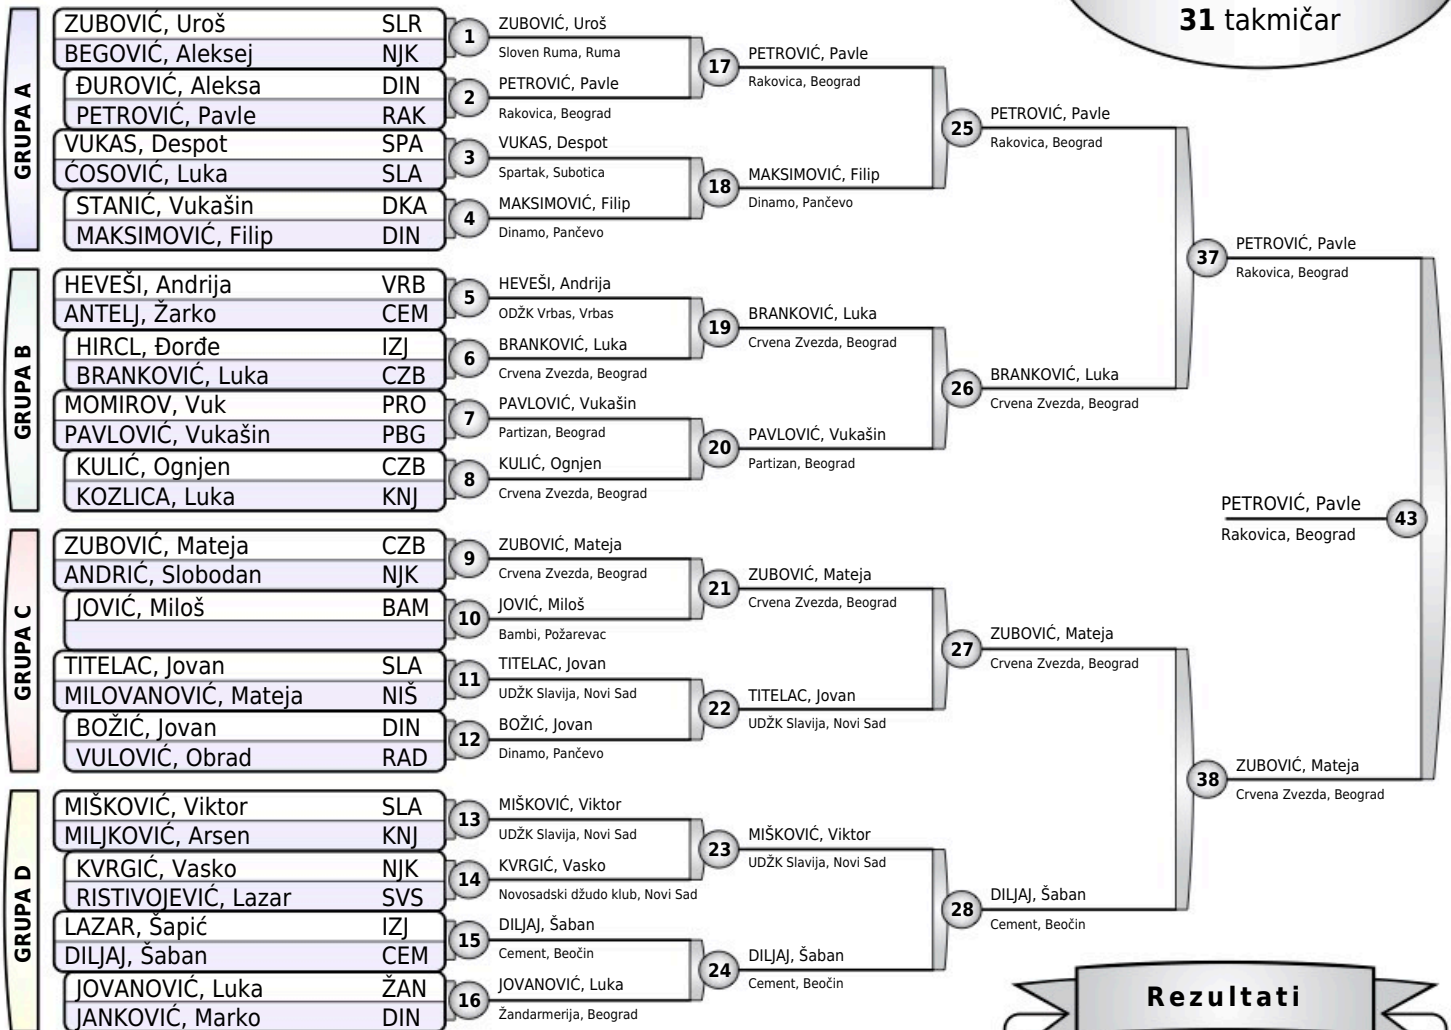 31 takmičar
GRUPA A
ZUBOVIĆ, Uroš SLR
BEGOVIĆ, Aleksej NJK
ĐUROVIĆ, Aleksa DIN
PETROVIĆ, Pavle RAK
VUKAS, Despot SPA
ĆOSOVIĆ, Luka SLA
STANIĆ, Vukašin DKA
MAKSIMOVIĆ, Filip DIN
1
ZUBOVIĆ, Uroš
Sloven Ruma, Ruma
2
PETROVIĆ, Pavle
Rakovica, Beograd
3
VUKAS, Despot
Spartak, Subotica
4
MAKSIMOVIĆ, Filip
Dinamo, Pančevo
17
PETROVIĆ, Pavle
Rakovica, Beograd
18
MAKSIMOVIĆ, Filip
Dinamo, Pančevo
25
PETROVIĆ, Pavle
Rakovica, Beograd
GRUPA B
HEVEŠI, Andrija VRB
ANTELJ, Žarko CEM
HIRCL, Đorđe IZJ
BRANKOVIĆ, Luka CZB
MOMIROV, Vuk PRO
PAVLOVIĆ, Vukašin PBG
KULIĆ, Ognjen CZB
KOZLICA, Luka KNJ
5
HEVEŠI, Andrija
ODŽK Vrbas, Vrbas
6
BRANKOVIĆ, Luka
Crvena Zvezda, Beograd
7
PAVLOVIĆ, Vukašin
Partizan, Beograd
8
KULIĆ, Ognjen
Crvena Zvezda, Beograd
19
BRANKOVIĆ, Luka
Crvena Zvezda, Beograd
20
PAVLOVIĆ, Vukašin
Partizan, Beograd
26
BRANKOVIĆ, Luka
Crvena Zvezda, Beograd
37
PETROVIĆ, Pavle
Rakovica, Beograd
GRUPA C
ZUBOVIĆ, Mateja CZB
ANDRIĆ, Slobodan NJK
JOVIĆ, Miloš BAM
TITELAC, Jovan SLA
MILOVANOVIĆ, Mateja NIŠ
BOŽIĆ, Jovan DIN
VULOVIĆ, Obrad RAD
9
ZUBOVIĆ, Mateja
Crvena Zvezda, Beograd
10
JOVIĆ, Miloš
Bambi, Požarevac
11
TITELAC, Jovan
UDŽK Slavija, Novi Sad
12
BOŽIĆ, Jovan
Dinamo, Pančevo
21
ZUBOVIĆ, Mateja
Crvena Zvezda, Beograd
22
TITELAC, Jovan
UDŽK Slavija, Novi Sad
27
ZUBOVIĆ, Mateja
Crvena Zvezda, Beograd
GRUPA D
MIŠKOVIĆ, Viktor SLA
MILJKOVIĆ, Arsen KNJ
KVRGIĆ, Vasko NJK
RISTIVOJEVIĆ, Lazar SVS
LAZAR, Šapić IZJ
DILJAJ, Šaban CEM
JOVANOVIĆ, Luka ŽAN
JANKOVIĆ, Marko DIN
13
MIŠKOVIĆ, Viktor
UDŽK Slavija, Novi Sad
14
KVRGIĆ, Vasko
Novosadski džudo klub, Novi Sad
15
DILJAJ, Šaban
Cement, Beočin
16
JOVANOVIĆ, Luka
Žandarmerija, Beograd
23
MIŠKOVIĆ, Viktor
UDŽK Slavija, Novi Sad
24
DILJAJ, Šaban
Cement, Beočin
28
DILJAJ, Šaban
Cement, Beočin
38
ZUBOVIĆ, Mateja
Crvena Zvezda, Beograd
PETROVIĆ, Pavle
Rakovica, Beograd
43
Rezultati